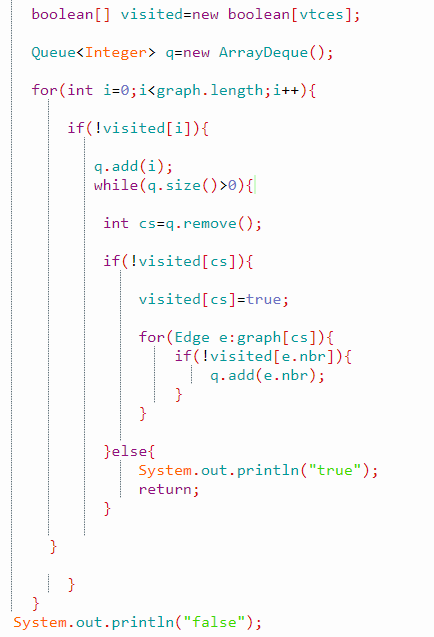 boolean[] visited=new boolean[vtces];
Queue<Integer> q=new ArrayDeque();
for(int i=0;i<graph.length;i++){
if(!visited[i]){
q.add(i);
while(q.size()>0){
int cs=q.remove();
if(!visited[cs]){
visited[cs]=true;
for(Edge e:graph[cs]){
if(!visited[e.nbr]){
q.add(e.nbr);
}
}
}else{
System.out.println("true");
return;
}
}
}
}
System.out.println("false");